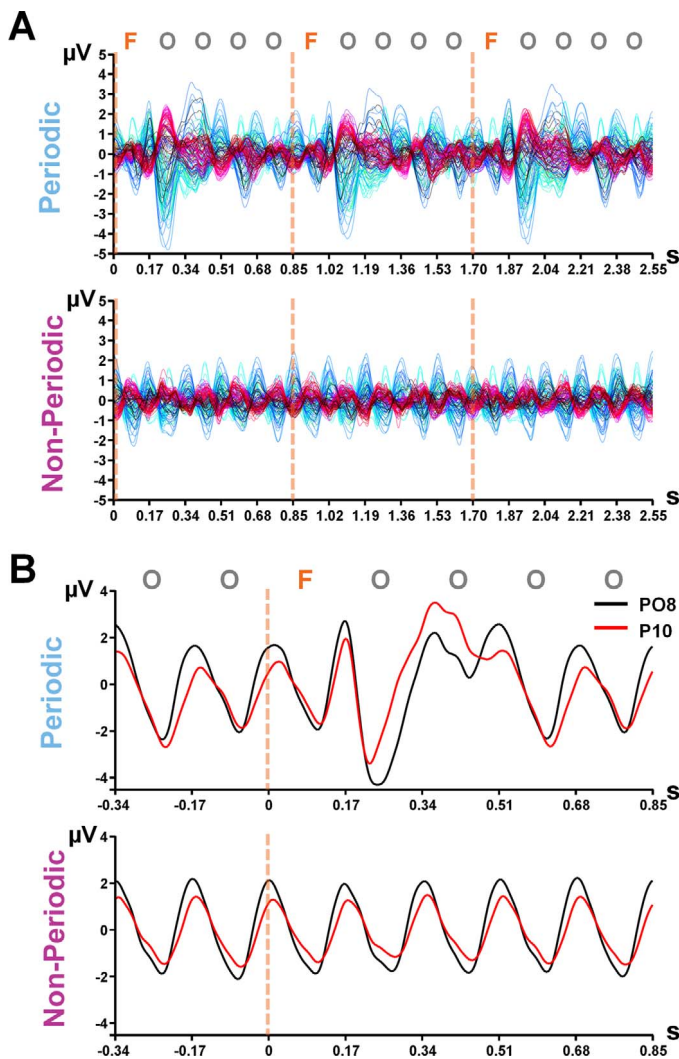 A
F O O O O F O O O O F O O O O
µV
5
4
3
2
1
0
-1
-2
-3
-4
-5
Periodic
0 0.17 0.34 0.51 0.68 0.85 1.02 1.19 1.36 1.53 1.70 1.87 2.04 2.21 2.38 2.55 s
µV
5
4
3
2
1
0
-1
-2
-3
-4
-5
Non-Periodic
0 0.17 0.34 0.51 0.68 0.85 1.02 1.19 1.36 1.53 1.70 1.87 2.04 2.21 2.38 2.55 s
B
O O F O O O O
µV
4
2
0
-2
-4
Periodic
PO8
P10
-0.34 -0.17 0 0.17 0.34 0.51 0.68 0.85 s
µV
4
2
0
-2
-4
Non-Periodic
-0.34 -0.17 0 0.17 0.34 0.51 0.68 0.85 s